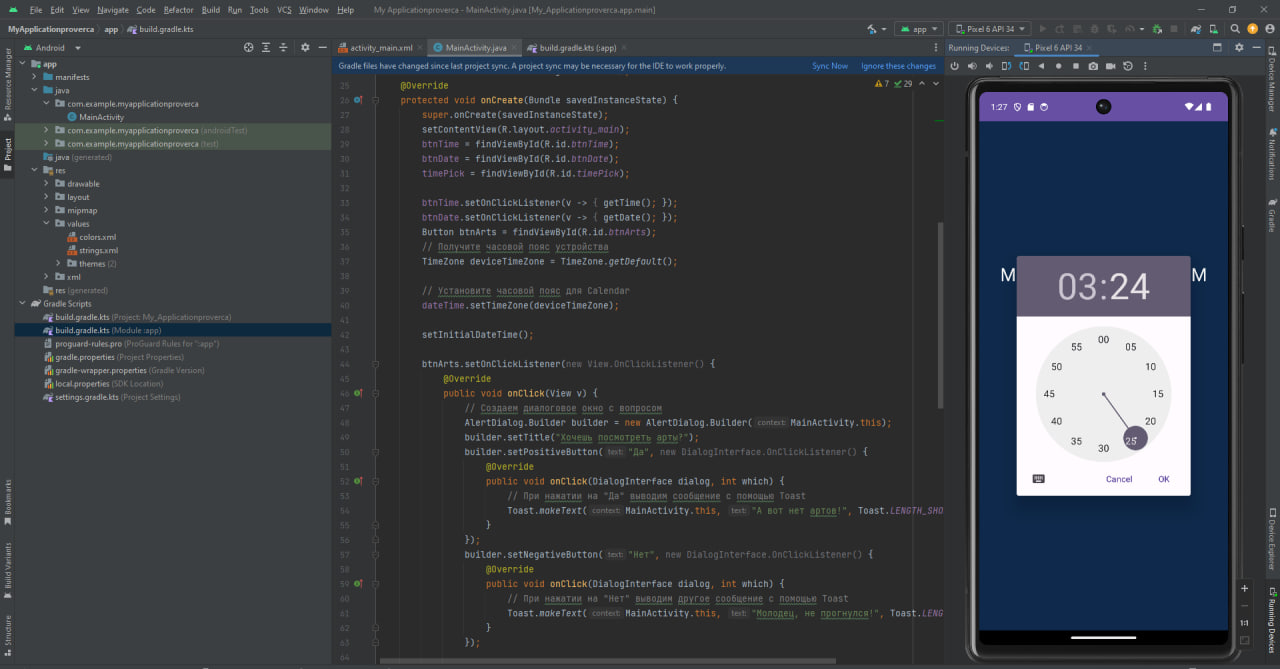 File Edit View Navigate Code Refactor Build Run Tools VCS Window Help My Applicationproverca - MainActivity.java [My_Applicationproverca.app.main]
MyApplicationproverca app build.gradle.kts
app Pixel 6 API 34
Android
activity_main.xml MainActivity.java build.gradle.kts (:app)
Running Devices: Pixel 6 API 34
Gradle files have changed since last project sync. A project sync may be necessary for the IDE to work properly. Sync Now Ignore these changes
Resource Manager
Project
Bookmarks
Build Variants
Structure
app
manifests
java
com.example.myapplicationproverca
MainActivity
com.example.myapplicationproverca (androidTest)
com.example.myapplicationproverca (test)
java (generated)
res
drawable
layout
mipmap
values
colors.xml
strings.xml
themes (2)
xml
res (generated)
Gradle Scripts
build.gradle.kts (Project: My_Applicationproverca)
build.gradle.kts (Module :app)
proguard-rules.pro (ProGuard Rules for ":app")
gradle.properties (Project Properties)
gradle-wrapper.properties (Gradle Version)
local.properties (SDK Location)
settings.gradle.kts (Project Settings)
7 29
25 @Override
26 protected void onCreate(Bundle savedInstanceState) {
27 super.onCreate(savedInstanceState);
28 setContentView(R.layout.activity_main);
29 btnTime = findViewById(R.id.btnTime);
30 btnDate = findViewById(R.id.btnDate);
31 timePick = findViewById(R.id.timePick);
32
33 btnTime.setOnClickListener(v -> { getTime(); });
34 btnDate.setOnClickListener(v -> { getDate(); });
35 Button btnArts = findViewById(R.id.btnArts);
36 // Получите часовой пояс устройства
37 TimeZone deviceTimeZone = TimeZone.getDefault();
38
39 // Установите часовой пояс для Calendar
40 dateTime.setTimeZone(deviceTimeZone);
41
42 setInitialDateTime();
43
44 btnArts.setOnClickListener(new View.OnClickListener() {
45 @Override
46 public void onClick(View v) {
47 // Создаем диалоговое окно с вопросом
48 AlertDialog.Builder builder = new AlertDialog.Builder( context: MainActivity.this);
49 builder.setTitle("Хочешь посмотреть арты?");
50 builder.setPositiveButton( text: "Да", new DialogInterface.OnClickListener() {
51 @Override
52 public void onClick(DialogInterface dialog, int which) {
53 // При нажатии на "Да" выводим сообщение с помощью Toast
54 Toast.makeText( context: MainActivity.this, text: "А вот нет артов!", Toast.LENGTH_SHO
55 }
56 });
57 builder.setNegativeButton( text: "Нет", new DialogInterface.OnClickListener() {
58 @Override
59 public void onClick(DialogInterface dialog, int which) {
60 // При нажатии на "Нет" выводим другое сообщение с помощью Toast
61 Toast.makeText( context: MainActivity.this, text: "Молодец, не прогнулся!", Toast.LENG
62 }
63 });
64
1:27
M M
03:24
00
05
10
15
20
25
30
35
40
45
50
55
Cancel OK
1:1
Device Manager
Notifications
Gradle
Device Explorer
Running Devices